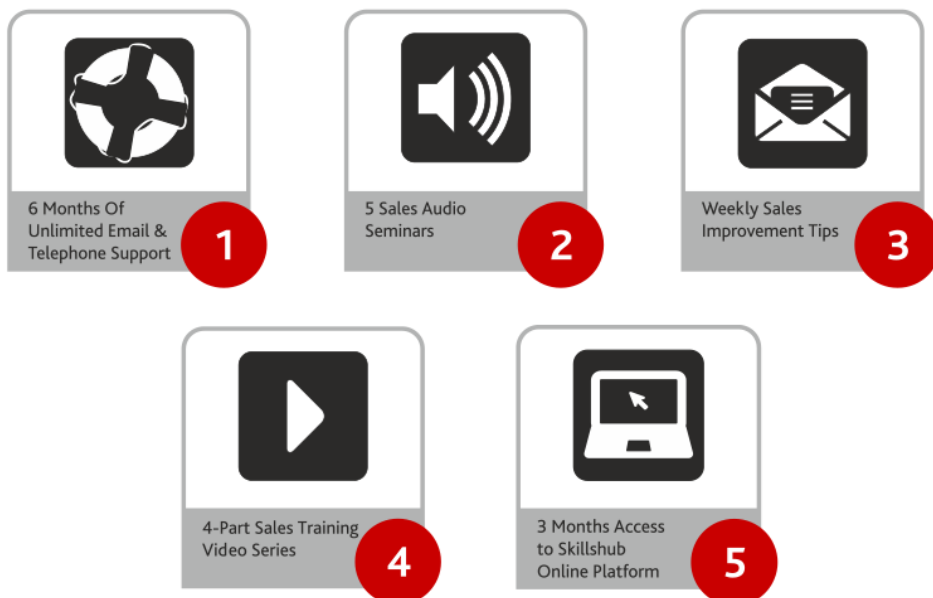 6 Months Of
Unlimited Email &
Telephone Support
1
5 Sales Audio
Seminars
2
Weekly Sales
Improvement Tips
3
4-Part Sales Training
Video Series
4
3 Months Access
to Skillshub
Online Platform
5